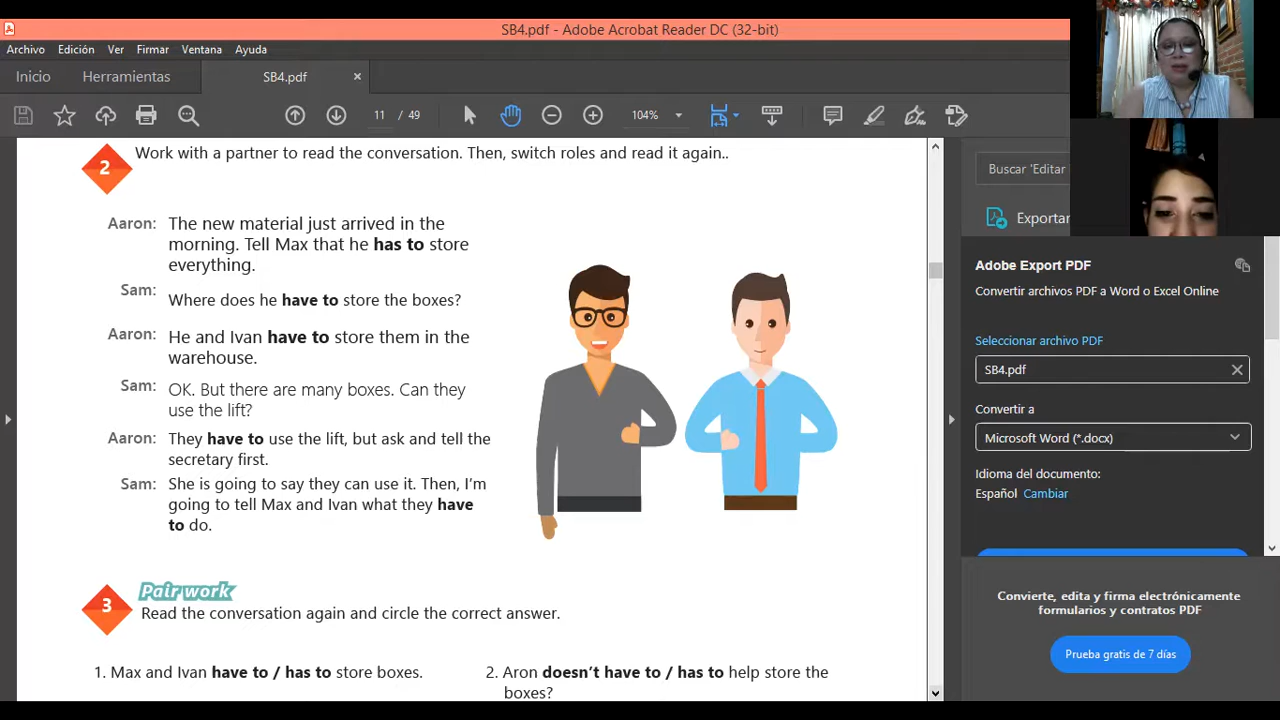 SB4.pdf - Adobe Acrobat Reader DC (32-bit)
Archivo Edición Ver Firmar Ventana Ayuda
Inicio Herramientas SB4.pdf ×
11 / 49 104%
2 Work with a partner to read the conversation. Then, switch roles and read it again..
Aaron: The new material just arrived in the
morning. Tell Max that he has to store
everything.
Sam: Where does he have to store the boxes?
Aaron: He and Ivan have to store them in the
warehouse.
Sam: OK. But there are many boxes. Can they
use the lift?
Aaron: They have to use the lift, but ask and tell the
secretary first.
Sam: She is going to say they can use it. Then, I'm
going to tell Max and Ivan what they have
to do.
Pair work
3 Read the conversation again and circle the correct answer.
1. Max and Ivan have to / has to store boxes.
2. Aron doesn't have to / has to help store the
boxes?
Buscar 'Editar
Exportar
Adobe Export PDF
Convertir archivos PDF a Word o Excel Online
Seleccionar archivo PDF
SB4.pdf
Convertir a
Microsoft Word (*.docx)
Idioma del documento:
Español Cambiar
Convierte, edita y firma electrónicamente
formularios y contratos PDF
Prueba gratis de 7 días